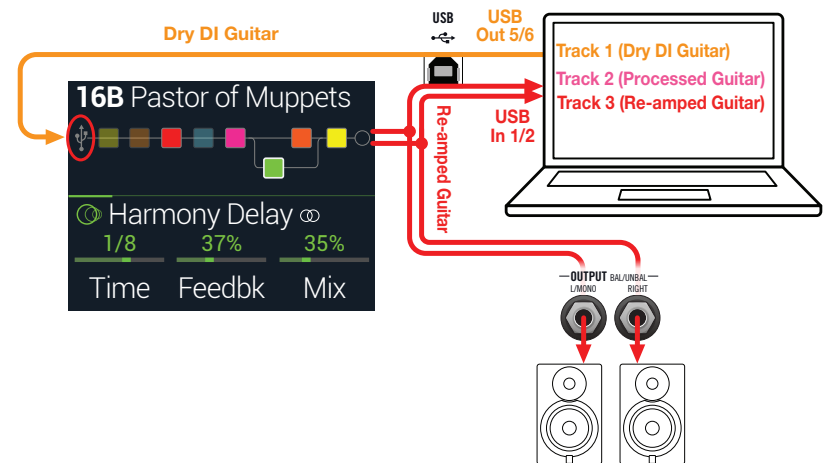 Dry DI Guitar
USB
USB
Out 5/6
Track 1 (Dry DI Guitar)
Track 2 (Processed Guitar)
Track 3 (Re-amped Guitar)
USB
In 1/2
Re-amped Guitar
16B Pastor of Muppets
Harmony Delay
1/8 37% 35%
Time Feedbk Mix
OUTPUT BAL/UNBAL
L/MONO RIGHT